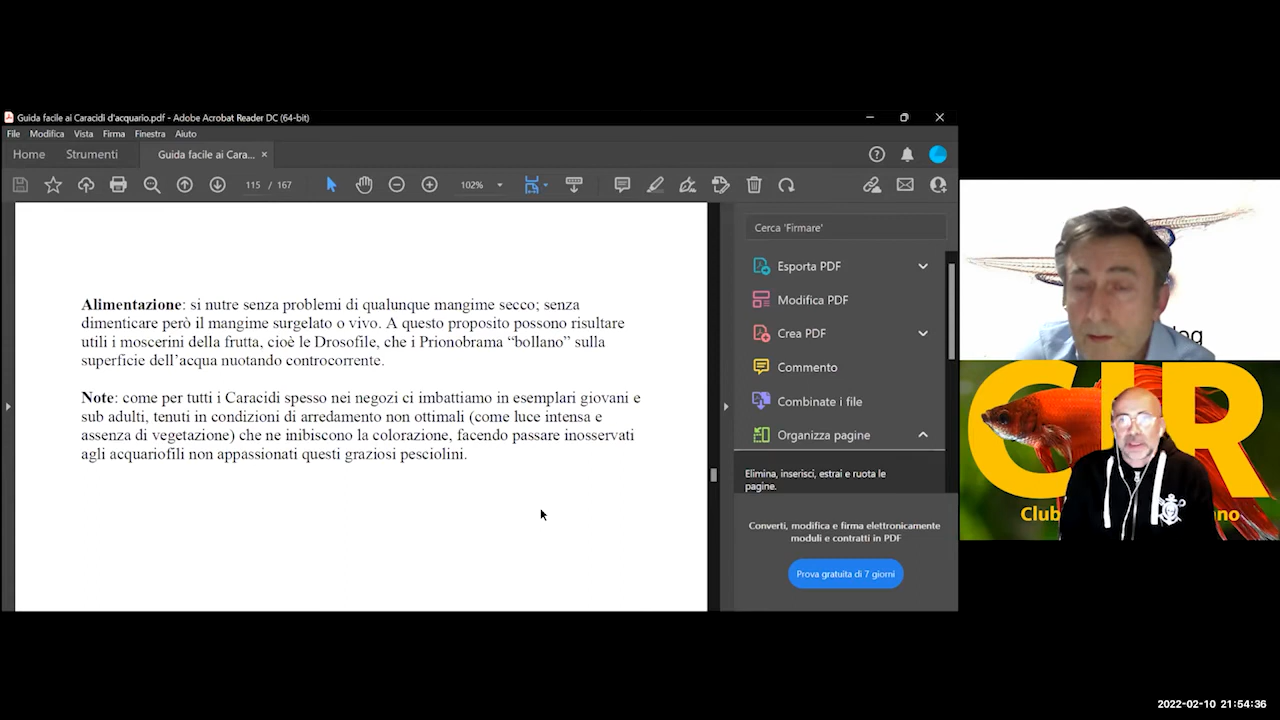 Guida facile ai Caracidi d'acquario.pdf - Adobe Acrobat Reader DC (64-bit)
File Modifica Vista Firma Finestra Aiuto
Home Strumenti Guida facile ai Cara... ×
115 / 167 102%
Alimentazione: si nutre senza problemi di qualunque mangime secco; senza
dimenticare però il mangime surgelato o vivo. A questo proposito possono risultare
utili i moscerini della frutta, cioè le Drosofile, che i Prionobrama “bollano” sulla
superficie dell’acqua nuotando controcorrente.
Note: come per tutti i Caracidi spesso nei negozi ci imbattiamo in esemplari giovani e
sub adulti, tenuti in condizioni di arredamento non ottimali (come luce intensa e
assenza di vegetazione) che ne inibiscono la colorazione, facendo passare inosservati
agli acquariofili non appassionati questi graziosi pesciolini.
Cerca 'Firmare'
Esporta PDF
Modifica PDF
Crea PDF
Commento
Combinate i file
Organizza pagine
Elimina, inserisci, estrai e ruota le
pagine.
Converti, modifica e firma elettronicamente
moduli e contratti in PDF
Prova gratuita di 7 giorni
CIR
Club
2022-02-10 21:54:36